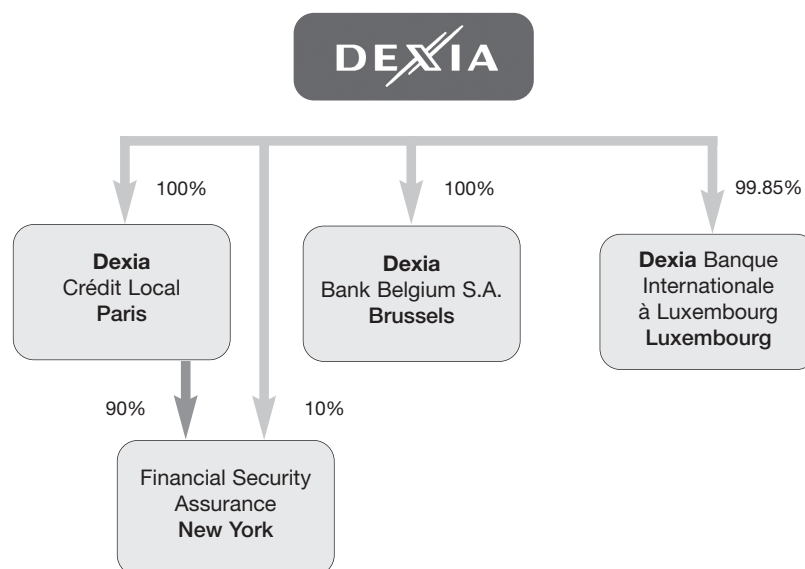 DEXIA
100%
100%
99.85%
Dexia
Crédit Local
Paris
Dexia
Bank Belgium S.A.
Brussels
Dexia Banque
Internationale
à Luxembourg
Luxembourg
90%
10%
Financial Security
Assurance
New York